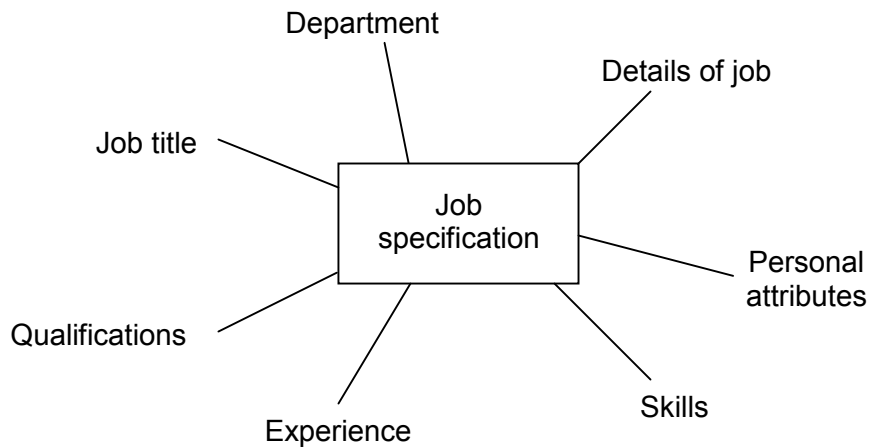 Department
Details of job
Job title
Job
specification
Personal
attributes
Qualifications
Skills
Experience